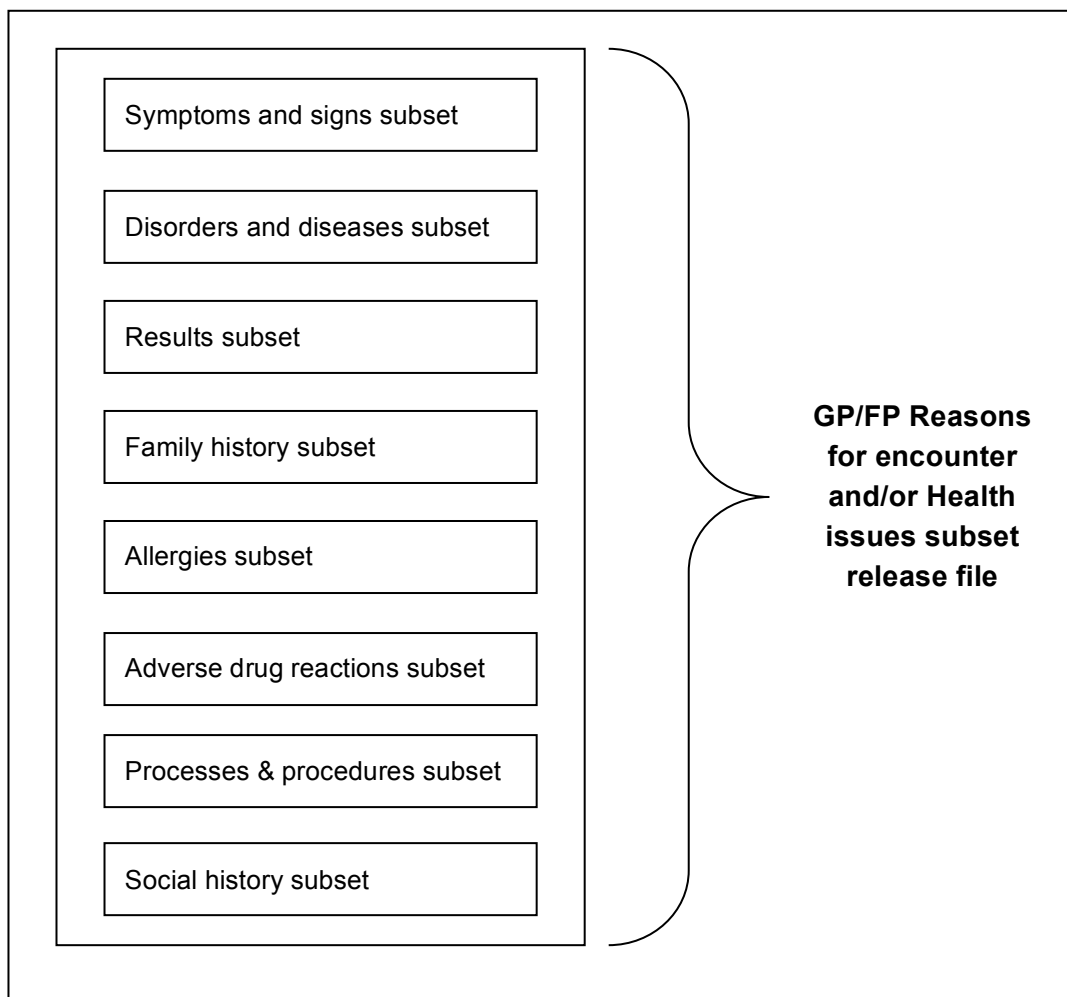 Symptoms and signs subset
Disorders and diseases subset
Results subset
Family history subset
Allergies subset
Adverse drug reactions subset
Processes & procedures subset
Social history subset
GP/FP Reasons
for encounter
and/or Health
issues subset
release file